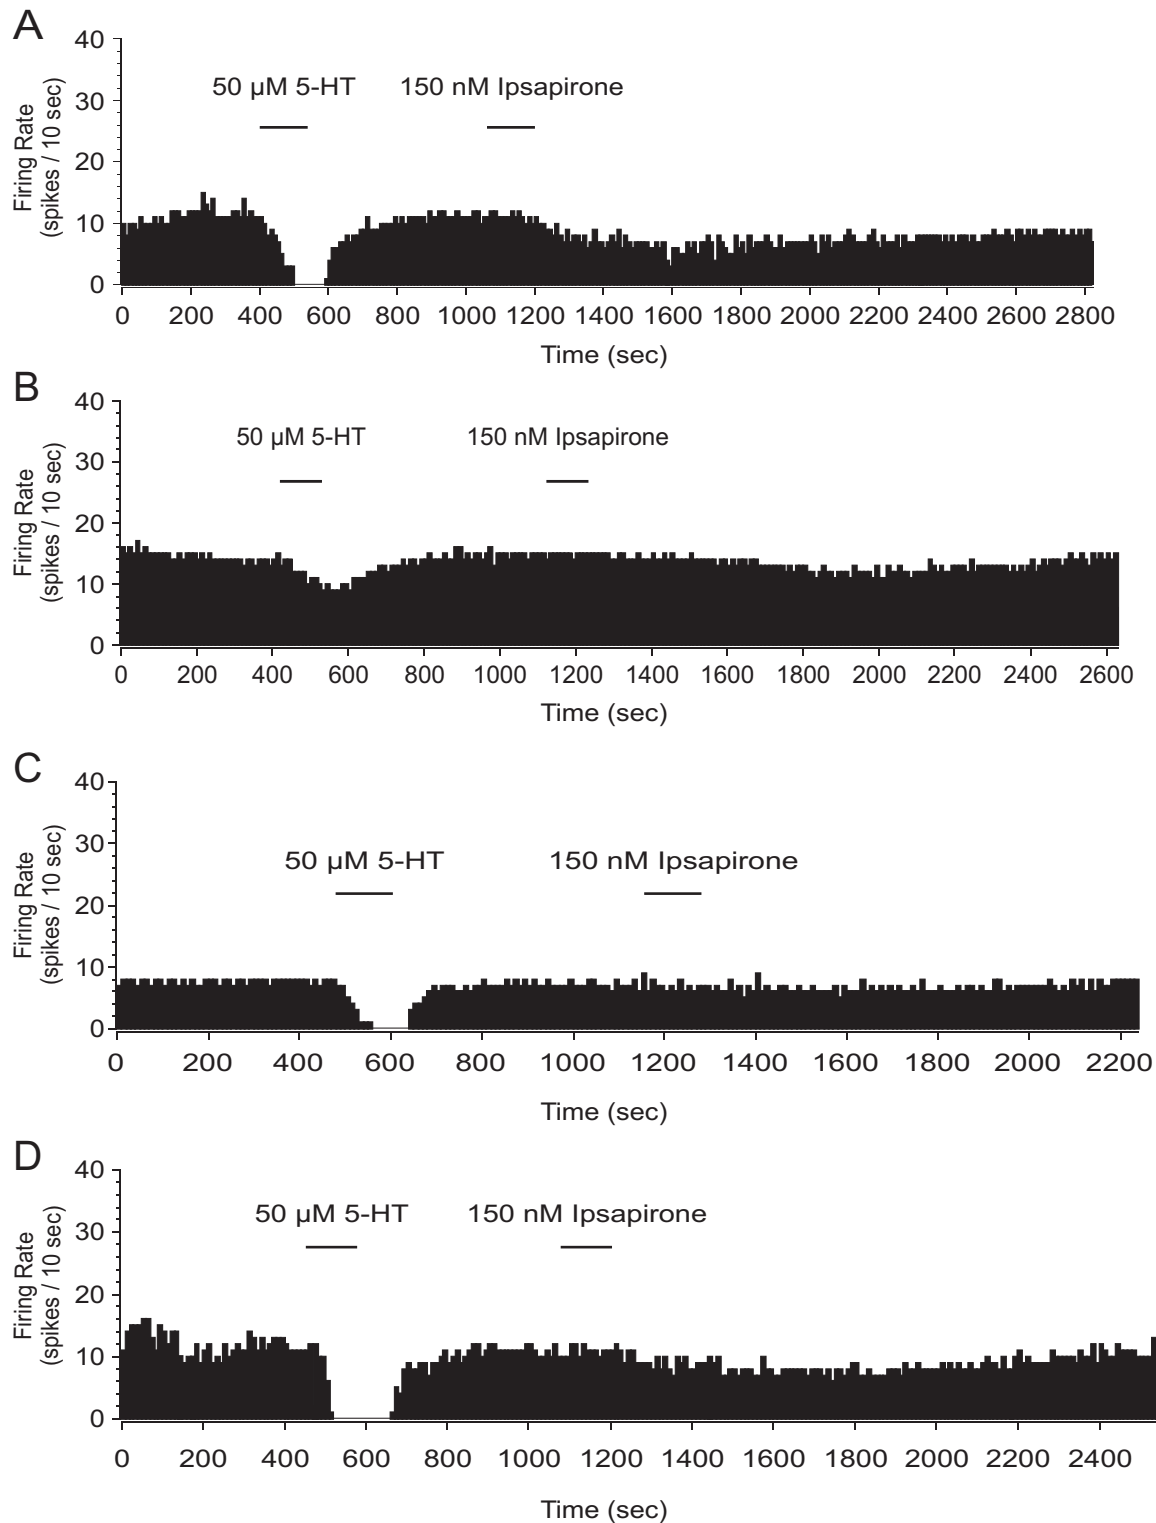 A
40
30
20
10
0
Firing Rate
(spikes / 10 sec)
50 µM 5-HT 150 nM Ipsapirone
0 200 400 600 800 1000 1200 1400 1600 1800 2000 2200 2400 2600 2800
Time (sec)
B
40
30
20
10
0
Firing Rate
(spikes / 10 sec)
50 µM 5-HT 150 nM Ipsapirone
0 200 400 600 800 1000 1200 1400 1600 1800 2000 2200 2400 2600
Time (sec)
C
40
30
20
10
0
Firing Rate
(spikes / 10 sec)
50 µM 5-HT 150 nM Ipsapirone
0 200 400 600 800 1000 1200 1400 1600 1800 2000 2200
Time (sec)
D
40
30
20
10
0
Firing Rate
(spikes / 10 sec)
50 µM 5-HT 150 nM Ipsapirone
0 200 400 600 800 1000 1200 1400 1600 1800 2000 2200 2400
Time (sec)